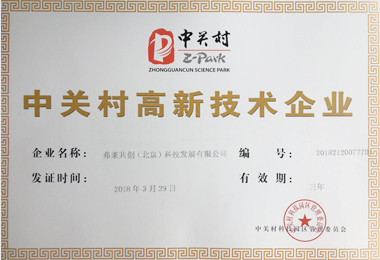 中关村
Z-Park
ZHONGGUANCUN SCIENCE PARK
中关村高新技术企业
企业名称: 弗莱共创（北京）科技发展有限公司 编 号:
发证时间: 2018年3月29日 有效期: 三年
中关村科技园区管理委员会